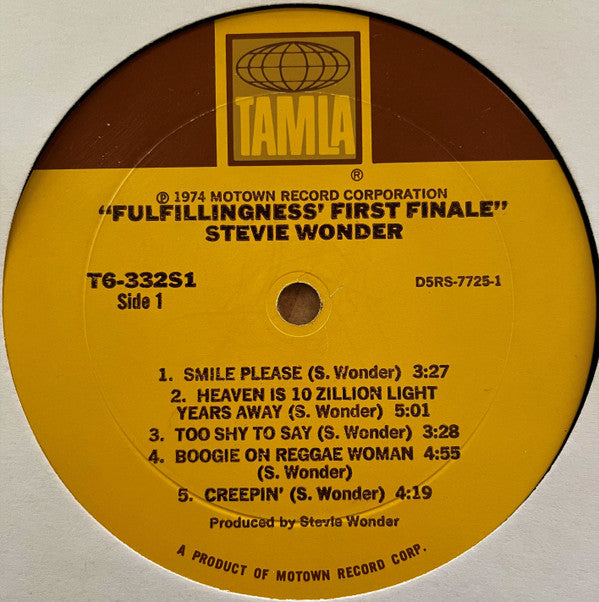 TAMLA
®
℗ 1974 MOTOWN RECORD CORPORATION
"FULFILLINGNESS' FIRST FINALE"
STEVIE WONDER
T6-332S1
D5RS-7725-1
Side 1
1. SMILE PLEASE (S. Wonder) 3:27
2. HEAVEN IS 10 ZILLION LIGHT
YEARS AWAY (S. Wonder) 5:01
3. TOO SHY TO SAY (S. Wonder) 3:28
4. BOOGIE ON REGGAE WOMAN 4:55
(S. Wonder)
5. CREEPIN' (S. Wonder) 4:19
Produced by Stevie Wonder
A PRODUCT OF MOTOWN RECORD CORP.